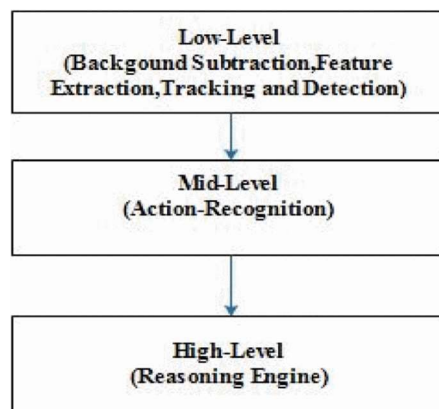 Low-Level
(Backgound Subtraction,Feature
Extraction,Tracking and Detection)
Mid-Level
(Action-Recognition)
High-Level
(Reasoning Engine)